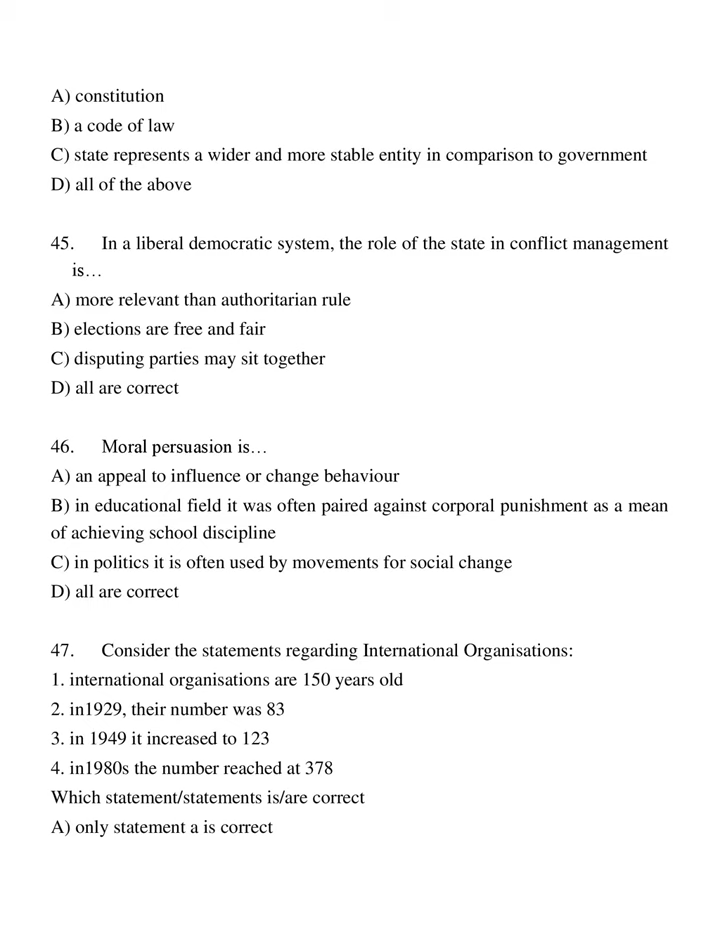 A) constitution
B) a code of law
C) state represents a wider and more stable entity in comparison to government
D) all of the above
45. In a liberal democratic system, the role of the state in conflict management
is…
A) more relevant than authoritarian rule
B) elections are free and fair
C) disputing parties may sit together
D) all are correct
46. Moral persuasion is…
A) an appeal to influence or change behaviour
B) in educational field it was often paired against corporal punishment as a mean
of achieving school discipline
C) in politics it is often used by movements for social change
D) all are correct
47. Consider the statements regarding International Organisations:
1. international organisations are 150 years old
2. in1929, their number was 83
3. in 1949 it increased to 123
4. in1980s the number reached at 378
Which statement/statements is/are correct
A) only statement a is correct